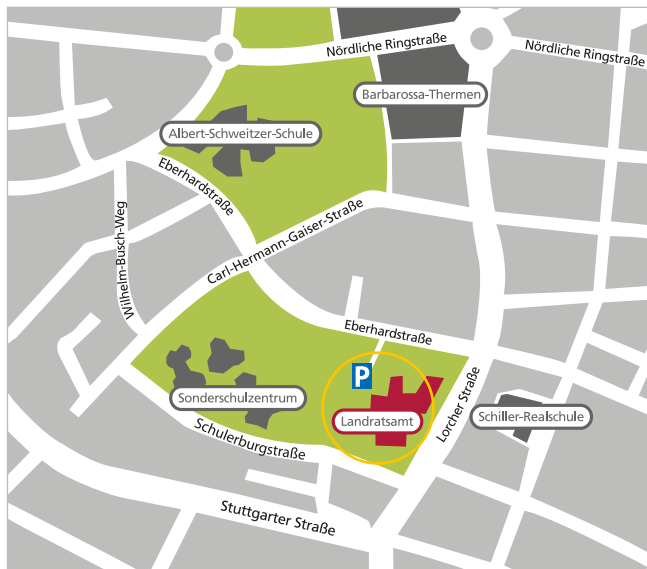 Nördliche Ringstraße
Nördliche Ringstraße
Barbarossa-Thermen
Albert-Schweitzer-Schule
Eberhardstraße
Wilhelm-Busch-Weg
Carl-Hermann-Gaiser-Straße
Eberhardstraße
P
Sonderschulzentrum
Landratsamt
Lorcher Straße
Schiller-Realschule
Schulerburgstraße
Stuttgarter Straße